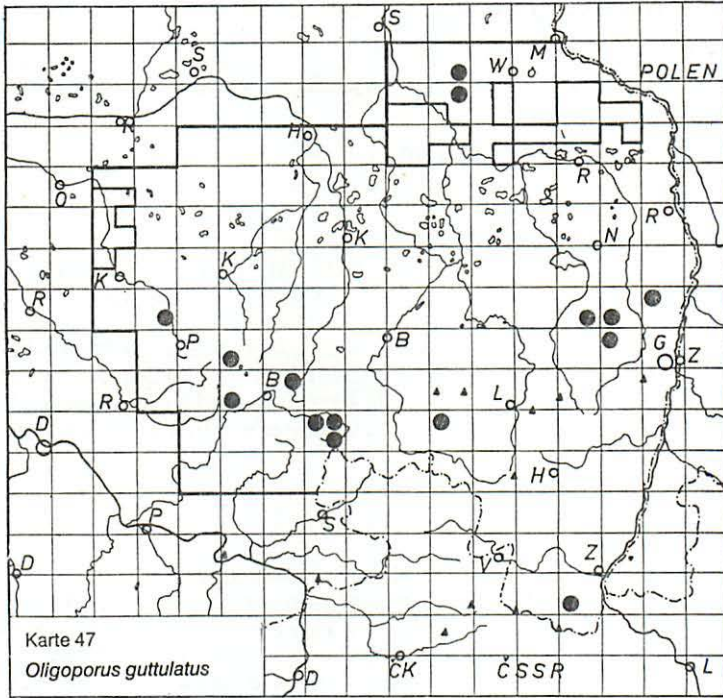 S
S
M
W
POLEN
R
H
R
O
R
K
N
K
K
R
P
B
G
Z
B
R
L
D
H
P
S
V
Z
D
ČK
ČSSR
L
D
Karte 47
Oligoporus guttulatus